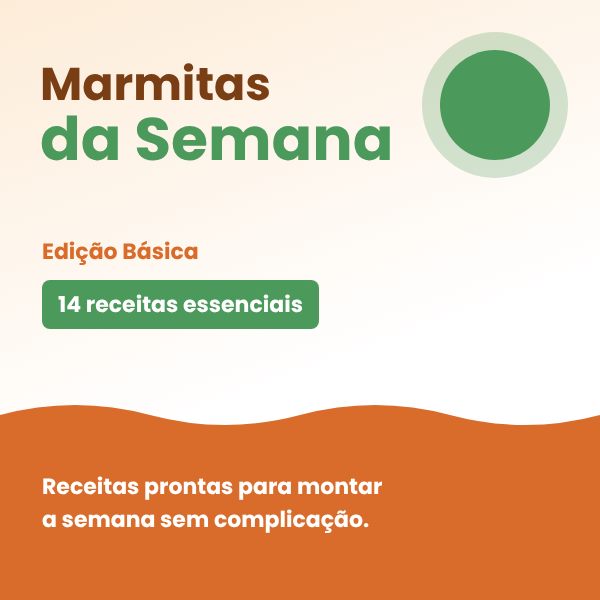 Marmitas
da Semana
Edição Básica
14 receitas essenciais
Receitas prontas para montar
a semana sem complicação.